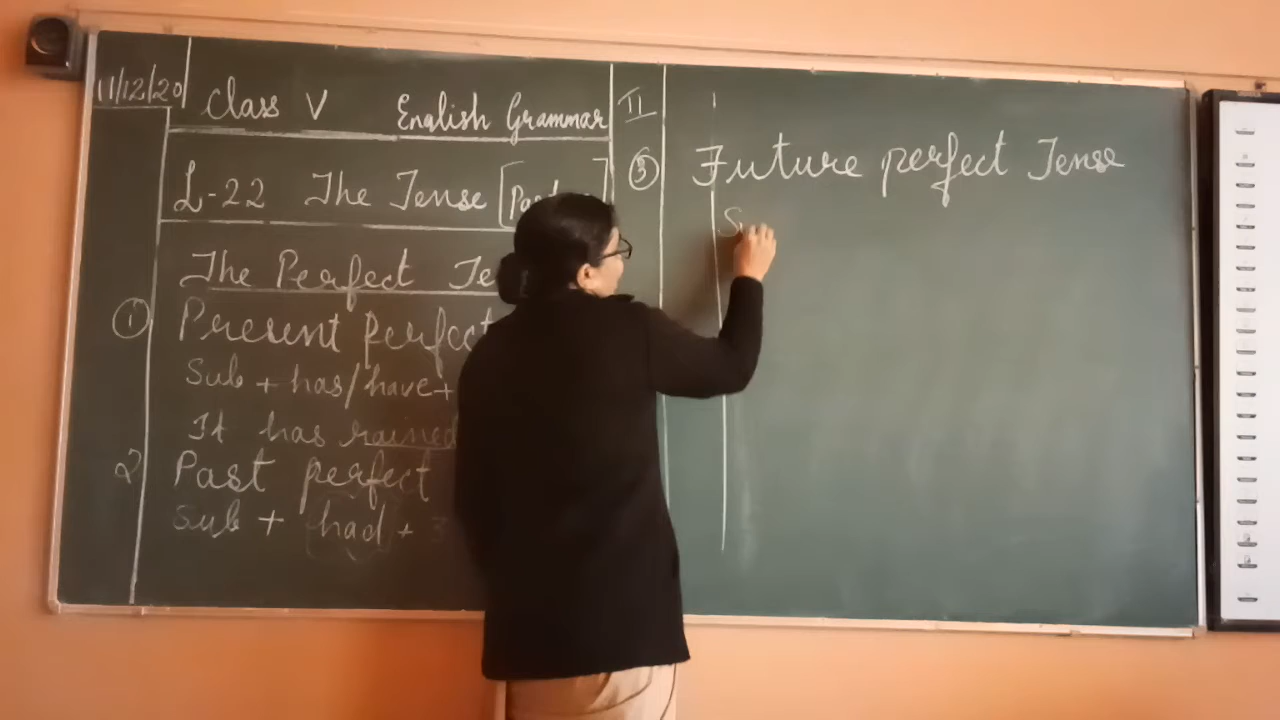 11/12/20
Class V English Grammar
L-22 The Tense [
The Perfect
① Present perfect
Sub + has/have+
It has rained
2 Past perfect
Sub + had + 3
II
③ Future perfect Tense